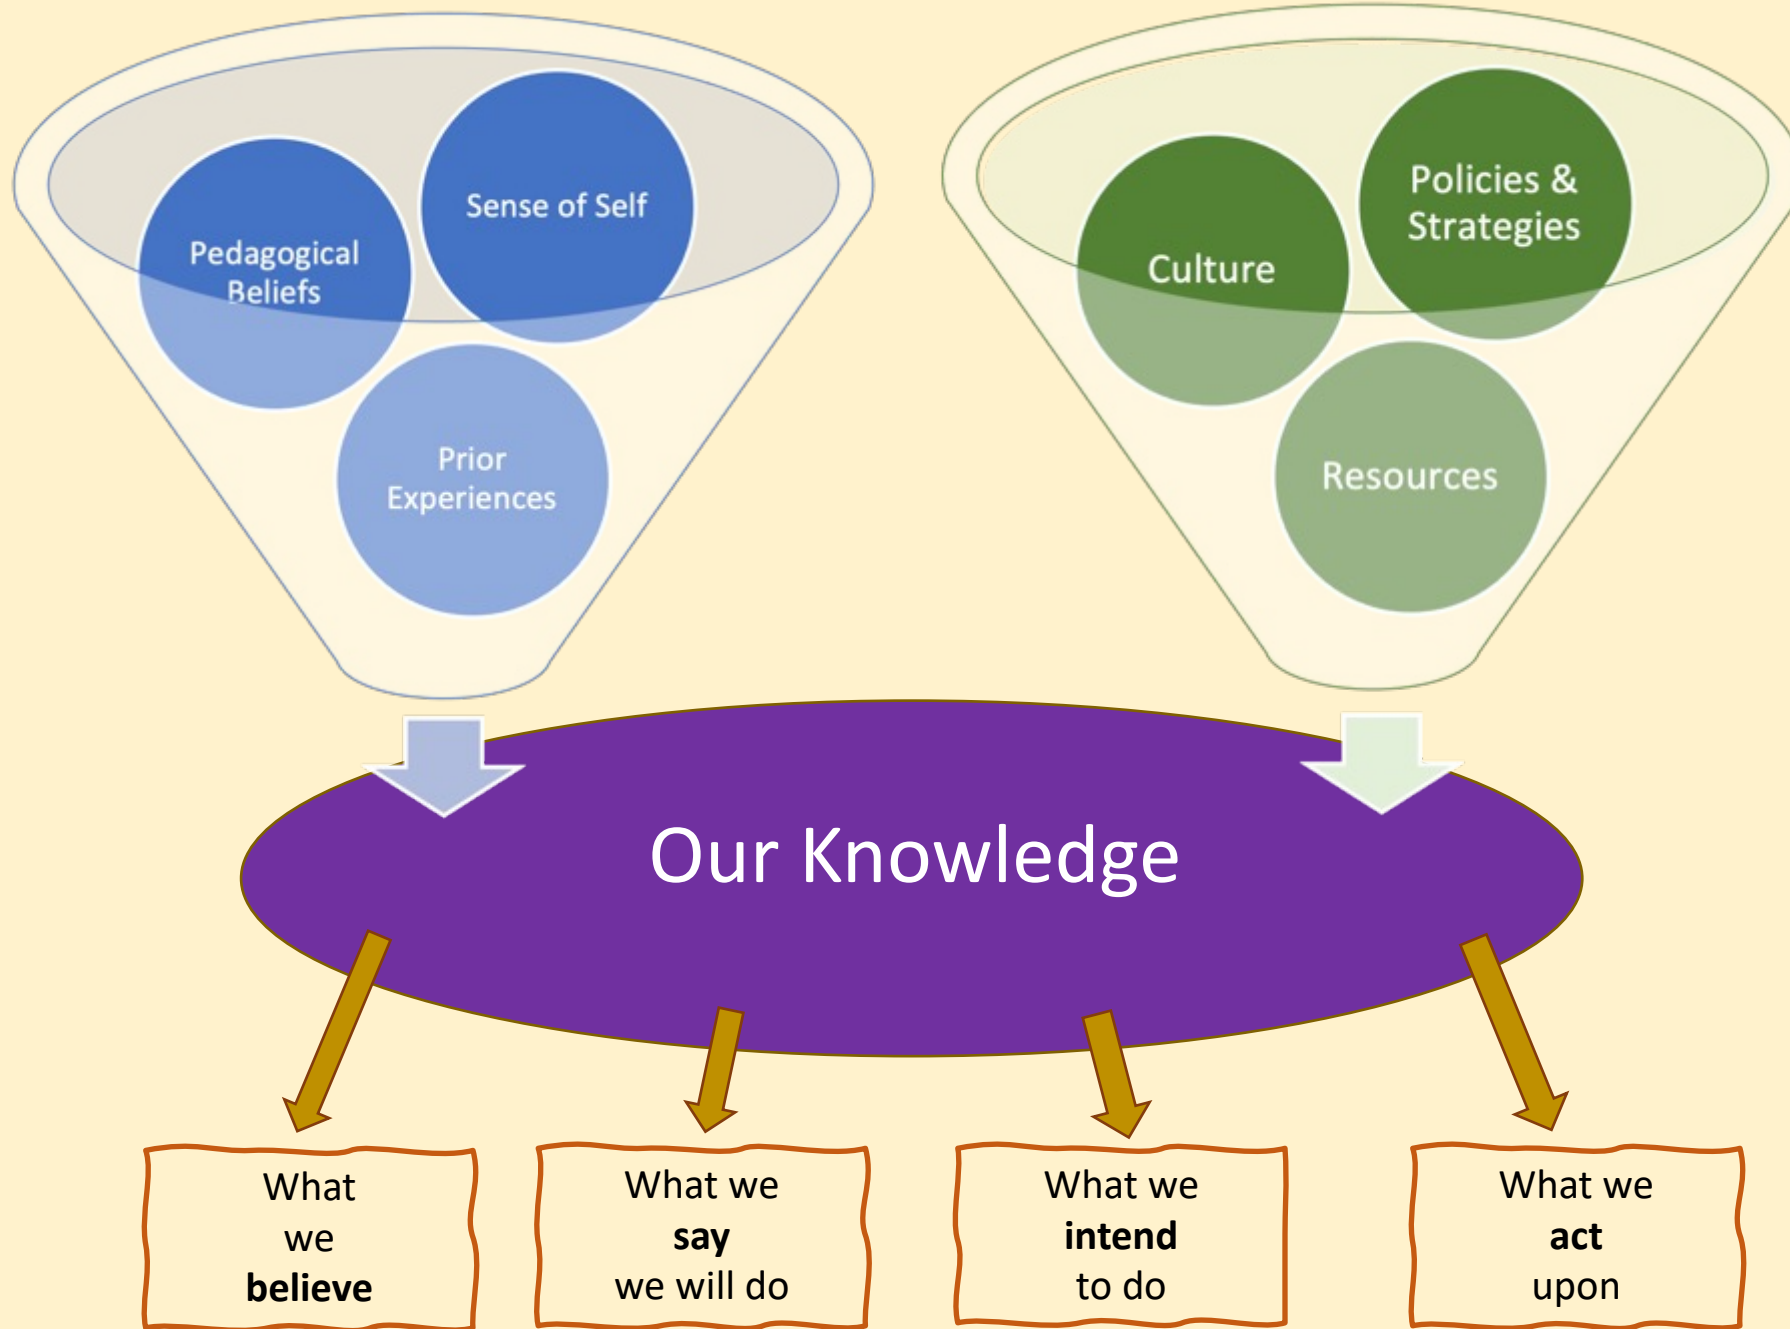 Sense of Self
Pedagogical
Beliefs
Prior
Experiences
Policies &
Strategies
Culture
Resources
Our Knowledge
What
we
believe
What we
say
we will do
What we
intend
to do
What we
act
upon